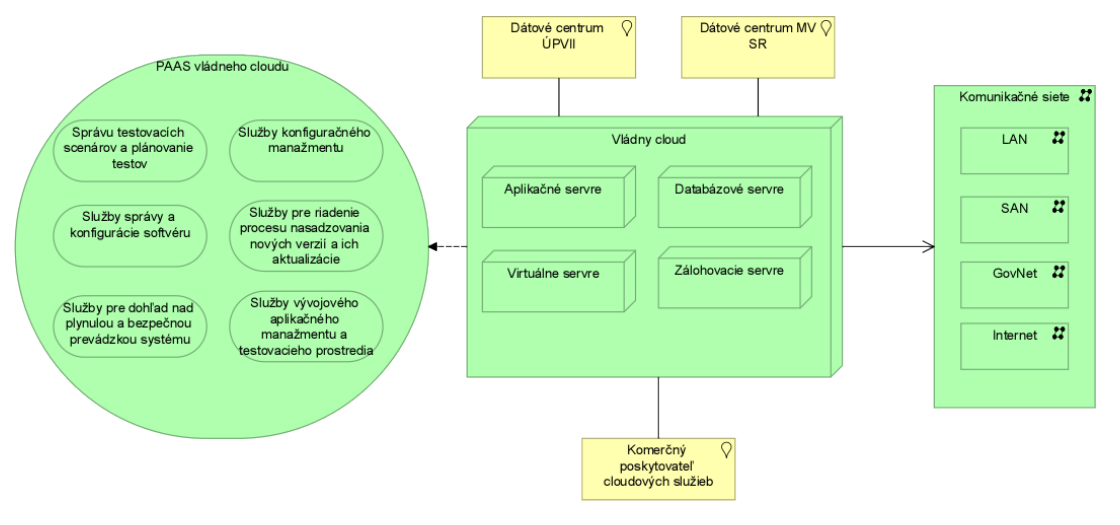 Dátové centrum
ÚPVII
Dátové centrum MV
SR
PAAS vládneho cloudu
Správu testovacích
scenárov a plánovanie
testov
Služby konfiguračného
manažmentu
Služby správy a
konfigurácie softvéru
Služby pre riadenie
procesu nasadzovania
nových verzií a ich
aktualizácie
Služby pre dohľad nad
plynulou a bezpečnou
prevádzkou systému
Služby vývojového
aplikačného
manažmentu a
testovacieho prostredia
Vládny cloud
Aplikačné servre
Databázové servre
Virtuálne servre
Zálohovacie servre
Komunikačné siete
LAN
SAN
GovNet
Internet
Komerčný
poskytovateľ
cloudových služieb